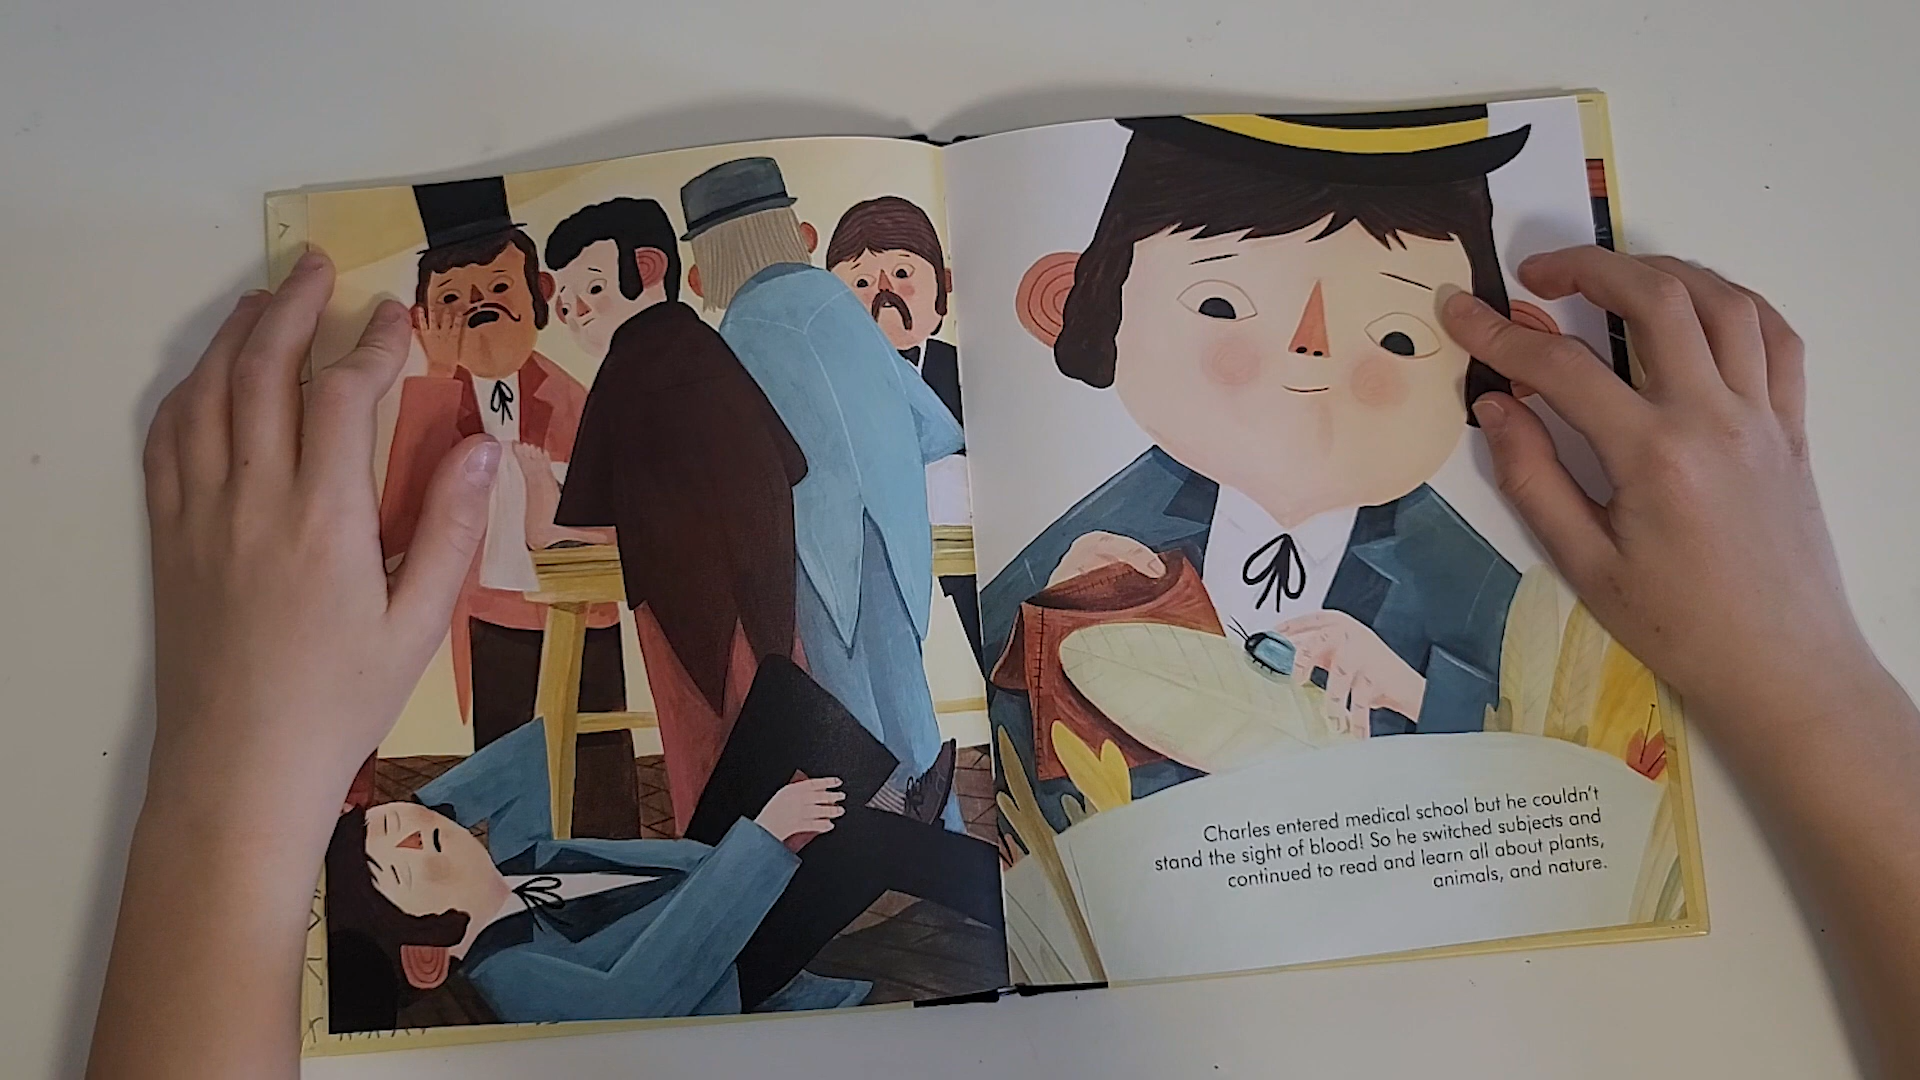 Charles entered medical school but he couldn't
stand the sight of blood! So he switched subjects and
continued to read and learn all about plants,
animals, and nature.